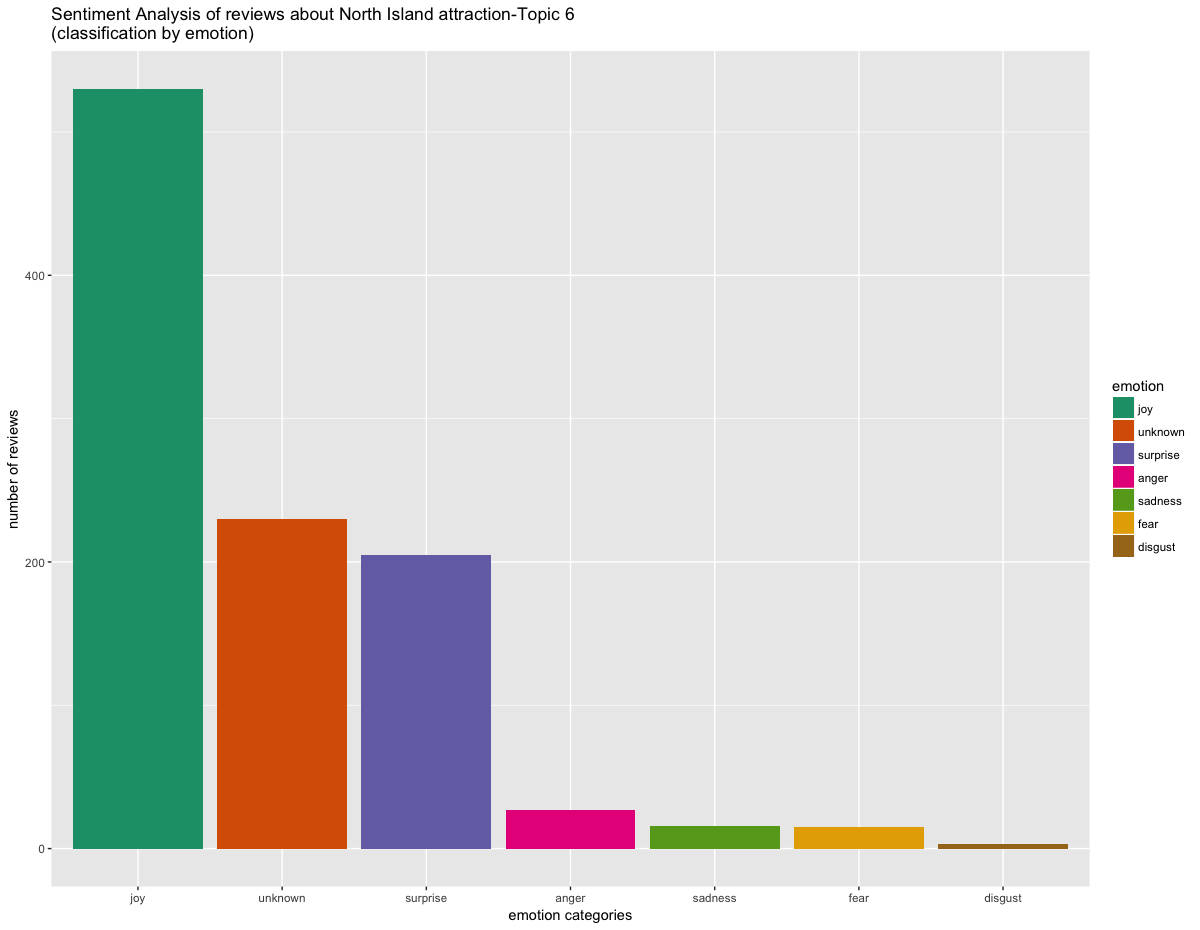 Sentiment Analysis of reviews about North Island attraction-Topic 6
(classification by emotion)
400
200
0
number of reviews
joy
unknown
surprise
anger
sadness
fear
disgust
emotion categories
emotion
joy
unknown
surprise
anger
sadness
fear
disgust